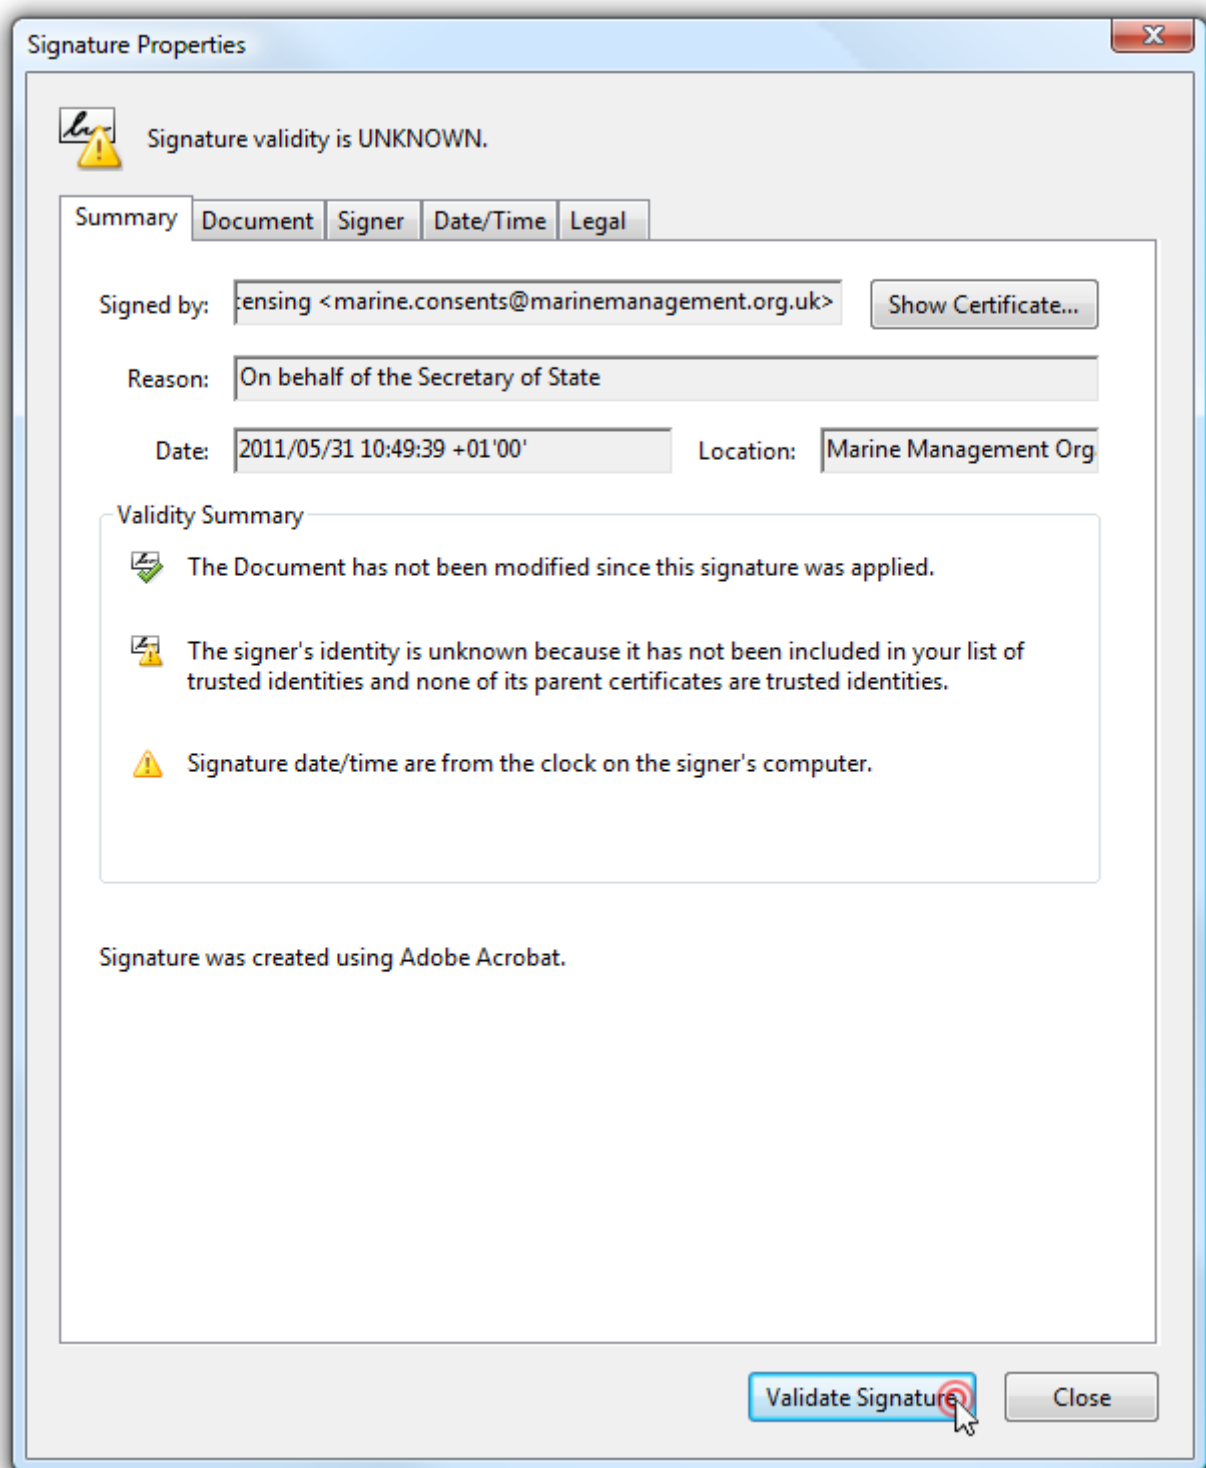 Signature Properties
Signature validity is UNKNOWN.
Summary Document Signer Date/Time Legal
Signed by: censing <marine.consents@marinemanagement.org.uk> Show Certificate...
Reason: On behalf of the Secretary of State
Date: 2011/05/31 10:49:39 +01'00' Location: Marine Management Org
Validity Summary
The Document has not been modified since this signature was applied.
The signer's identity is unknown because it has not been included in your list of
trusted identities and none of its parent certificates are trusted identities.
Signature date/time are from the clock on the signer's computer.
Signature was created using Adobe Acrobat.
Validate Signature Close